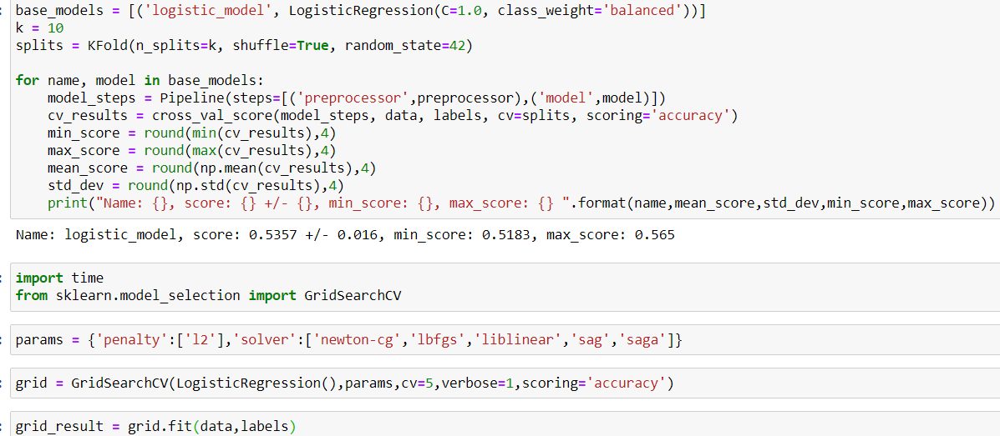 base_models = [('logistic_model', LogisticRegression(C=1.0, class_weight='balanced'))]
k = 10
splits = KFold(n_splits=k, shuffle=True, random_state=42)
for name, model in base_models:
    model_steps = Pipeline(steps=[('preprocessor',preprocessor),('model',model)])
    cv_results = cross_val_score(model_steps, data, labels, cv=splits, scoring='accuracy')
    min_score = round(min(cv_results),4)
    max_score = round(max(cv_results),4)
    mean_score = round(np.mean(cv_results),4)
    std_dev = round(np.std(cv_results),4)
    print("Name: {}, score: {} +/- {}, min_score: {}, max_score: {} ".format(name,mean_score,std_dev,min_score,max_score))
Name: logistic_model, score: 0.5357 +/- 0.016, min_score: 0.5183, max_score: 0.565
import time
from sklearn.model_selection import GridSearchCV
params = {'penalty':['l2'],'solver':['newton-cg','lbfgs','liblinear','sag','saga']}
grid = GridSearchCV(LogisticRegression(),params,cv=5,verbose=1,scoring='accuracy')
grid_result = grid.fit(data,labels)